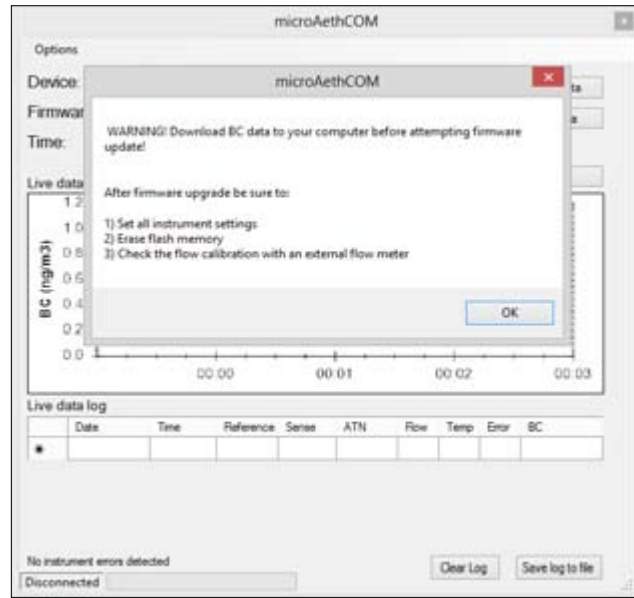 microAethCOM
x
Options
Device:
ta
microAethCOM
Firmwar
a
WARNING! Download BC data to your computer before attempting firmware
update!
Time:
After firmware upgrade be sure to:
1) Set all instrument settings
2) Erase flash memory
3) Check the flow calibration with an external flow meter
OK
Live data
BC (ng/m3)
1.2
1.0
0.8
0.6
0.4
0.2
0.0
00:00 00:01 00:02 00:03
Live data log
Date Time Reference Sense ATN Flow Temp Error BC
No instrument errors detected
Clear Log Save log to file
Disconnected